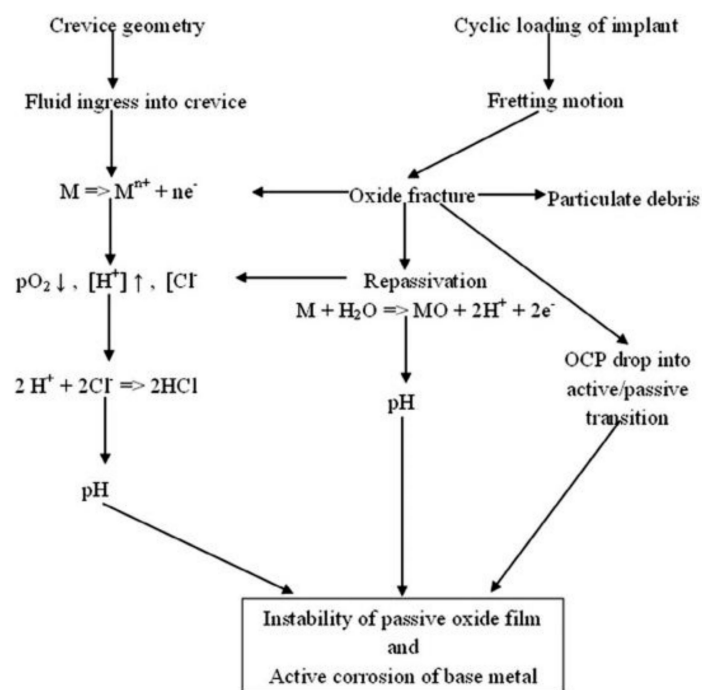 Crevice geometry
Cyclic loading of implant
Fluid ingress into crevice
Fretting motion
M => Mⁿ⁺ + ne⁻
Oxide fracture
Particulate debris
pO₂ ↓ , [H⁺] ↑ , [Cl⁻
Repassivation
M + H₂O => MO + 2H⁺ + 2e⁻
2 H⁺ + 2Cl⁻ => 2HCl
OCP drop into
active/passive
transition
pH
pH
Instability of passive oxide film
and
Active corrosion of base metal